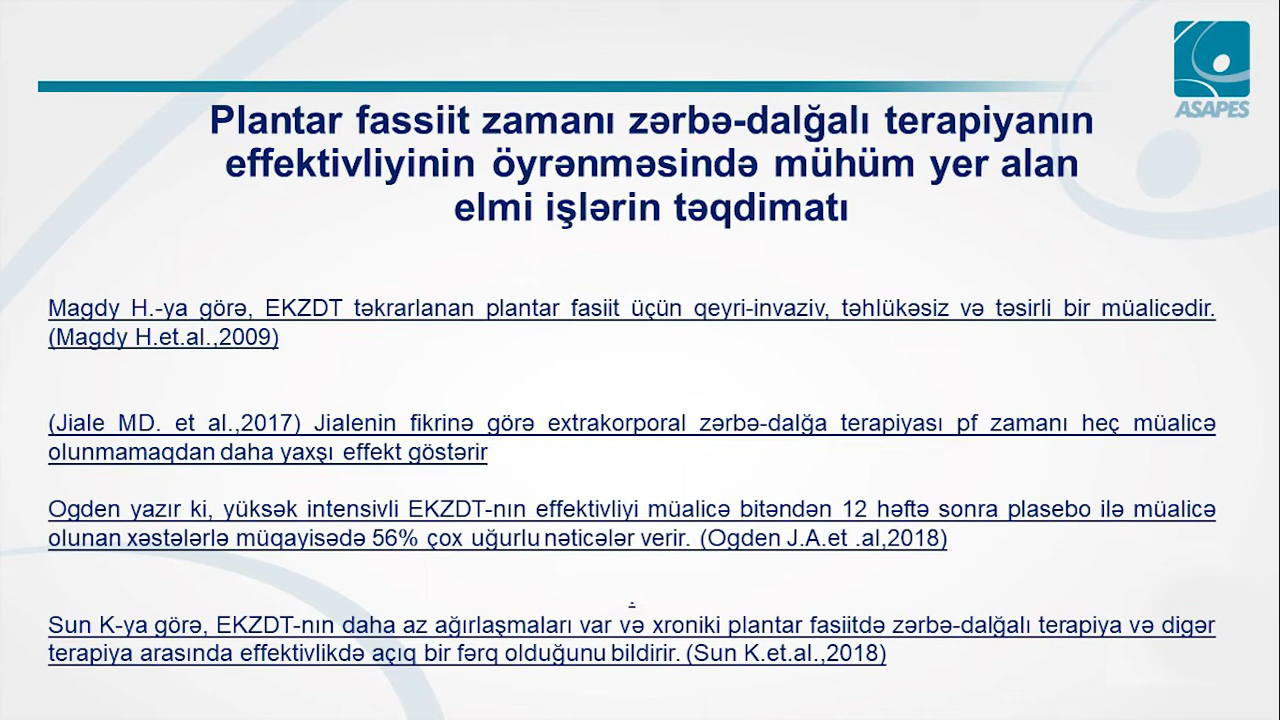 ASAPES
Plantar fassiit zamanı zərbə-dalğalı terapiyanın
effektivliyinin öyrənməsində mühüm yer alan
elmi işlərin təqdimatı
Magdy H.-ya görə, EKZDT təkrarlanan plantar fasiit üçün qeyri-invaziv, təhlükəsiz və təsirli bir müalicədir.
(Magdy H.et.al.,2009)
(Jiale MD. et al.,2017) Jialenin fikrinə görə extrakorporal zərbə-dalğa terapiyası pf zamanı heç müalicə
olunmamaqdan daha yaxşı effekt göstərir
Ogden yazır ki, yüksək intensivli EKZDT-nın effektivliyi müalicə bitəndən 12 həftə sonra plasebo ilə müalicə
olunan xəstələrlə müqayisədə 56% çox uğurlu nəticələr verir. (Ogden J.A.et .al,2018)
.
Sun K-ya görə, EKZDT-nın daha az ağırlaşmaları var və xroniki plantar fasiitdə zərbə-dalğalı terapiya və digər
terapiya arasında effektivlikdə açıq bir fərq olduğunu bildirir. (Sun K.et.al.,2018)